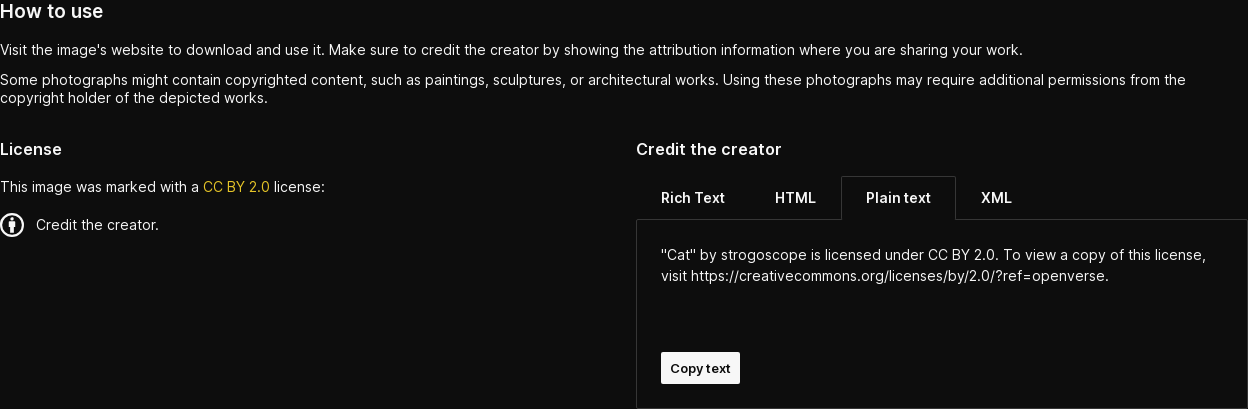 How to use
Visit the image's website to download and use it. Make sure to credit the creator by showing the attribution information where you are sharing your work.
Some photographs might contain copyrighted content, such as paintings, sculptures, or architectural works. Using these photographs may require additional permissions from the
copyright holder of the depicted works.
License
This image was marked with a CC BY 2.0 license:
Credit the creator.
Credit the creator
Rich Text HTML Plain text XML
"Cat" by strogoscope is licensed under CC BY 2.0. To view a copy of this license,
visit https://creativecommons.org/licenses/by/2.0/?ref=openverse.
Copy text